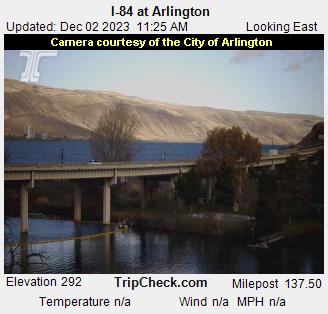 I-84 at Arlington
Updated: Dec 02 2023 11:25 AM Looking East
Camera courtesy of the City of Arlington
Elevation 292 TripCheck.com Milepost 137.50
Temperature n/a Wind n/a MPH n/a